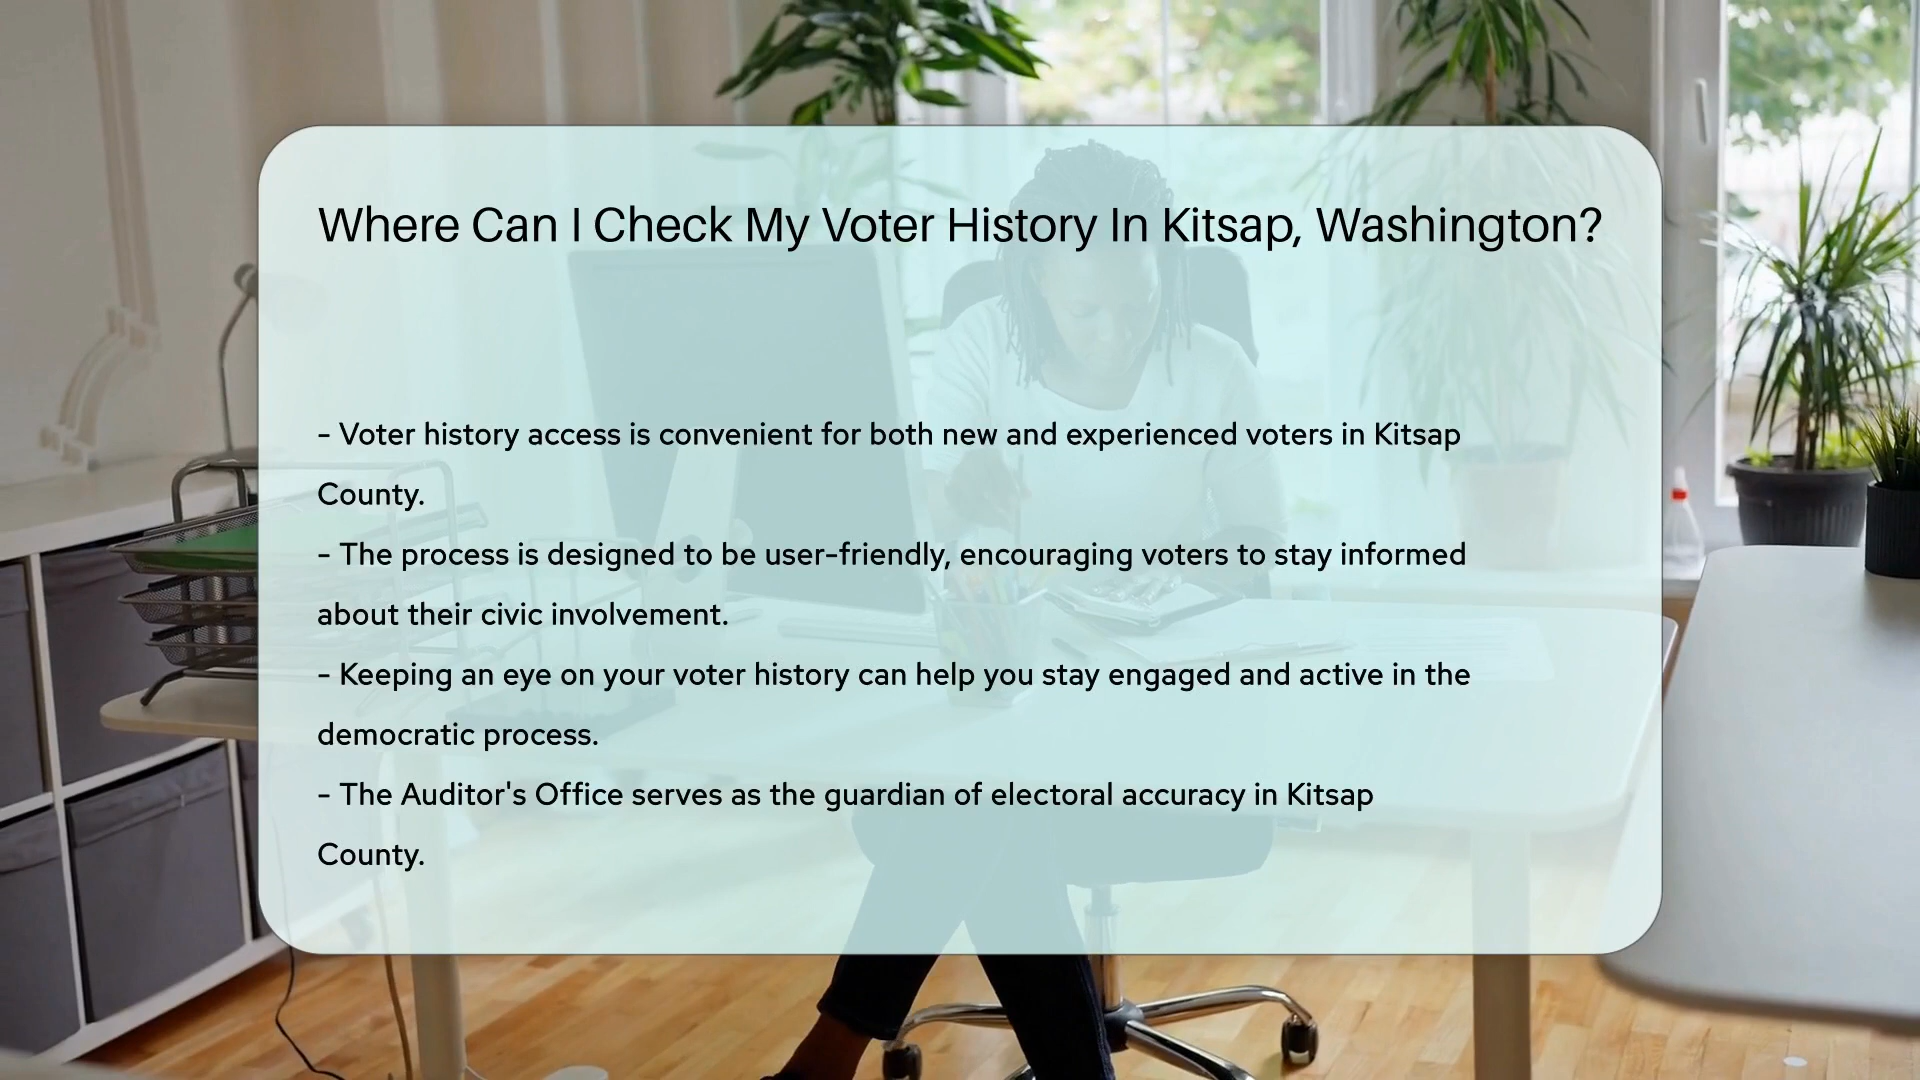 Where Can I Check My Voter History In Kitsap, Washington?
- Voter history access is convenient for both new and experienced voters in Kitsap
County.
- The process is designed to be user-friendly, encouraging voters to stay informed
about their civic involvement.
- Keeping an eye on your voter history can help you stay engaged and active in the
democratic process.
- The Auditor's Office serves as the guardian of electoral accuracy in Kitsap
County.